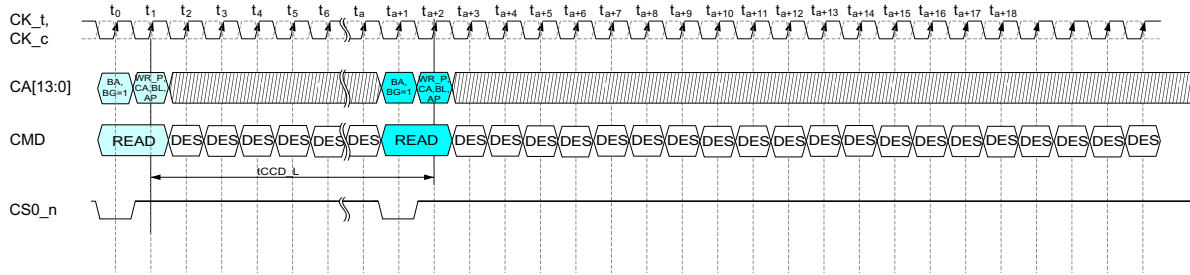 CK_t, t0 t1 t2 t3 t4 t5 t6 ta ta+1 ta+2 ta+3 ta+4 ta+5 ta+6 ta+7 ta+8 ta+9 ta+10 ta+11 ta+12 ta+13 ta+14 ta+15 ta+16 ta+17 ta+18
CK_c
CA[13:0]
BA,
BG=1
WR_P,
CA,BL,
AP
BA,
BG=1
WR_P,
CA,BL,
AP
CMD READ DES DES DES DES DES DES READ DES DES DES DES DES DES DES DES DES DES DES DES DES DES DES DES DES DES DES DES
tCCD_L
CS0_n